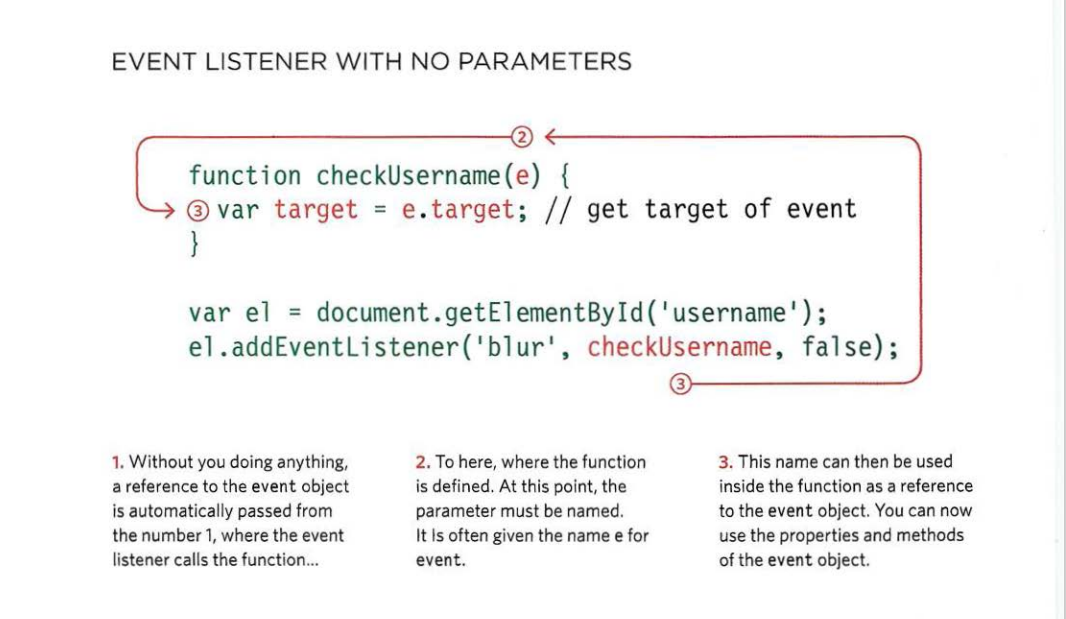 EVENT LISTENER WITH NO PARAMETERS
2
function checkUsername(e) {
3 var target = e.target; // get target of event
}
var el = document.getElementById('username');
el.addEventListener('blur', checkUsername, false);
3
1. Without you doing anything,
a reference to the event object
is automatically passed from
the number 1, where the event
listener calls the function...
2. To here, where the function
is defined. At this point, the
parameter must be named.
It Is often given the name e for
event.
3. This name can then be used
inside the function as a reference
to the event object. You can now
use the properties and methods
of the event object.